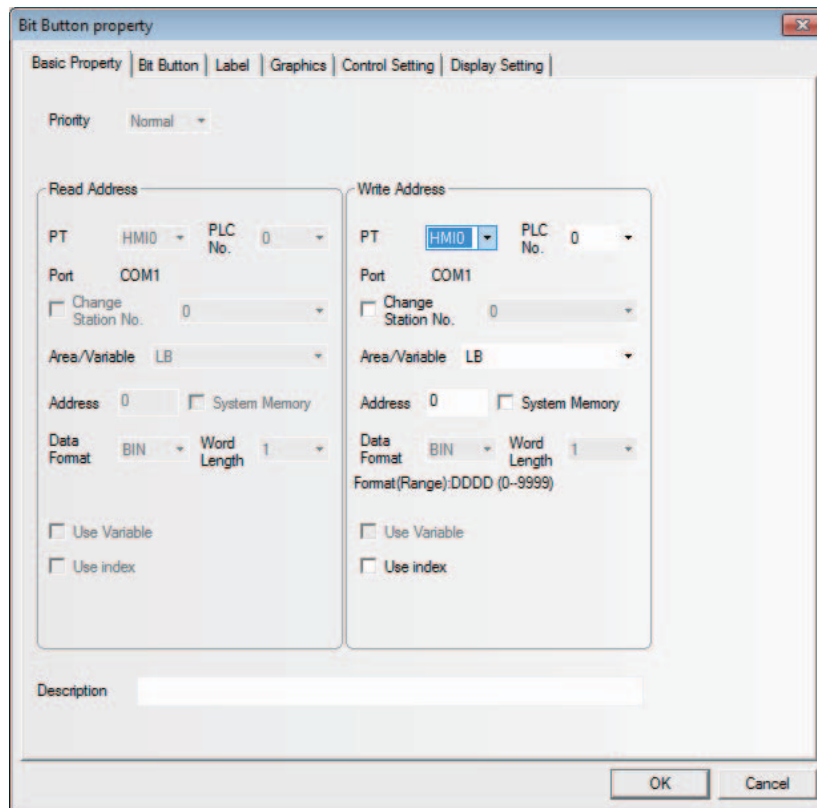 Bit Button property
Basic Property Bit Button Label Graphics Control Setting Display Setting
Priority Normal
Read Address
PT HMI0 PLC No. 0
Port COM1
Change Station No. 0
Area/Variable LB
Address 0 System Memory
Data Format BIN Word Length 1
Use Variable
Use index
Write Address
PT HMI0 PLC No. 0
Port COM1
Change Station No. 0
Area/Variable LB
Address 0 System Memory
Data Format BIN Word Length 1
Format(Range):DDDD (0--9999)
Use Variable
Use index
Description
OK Cancel